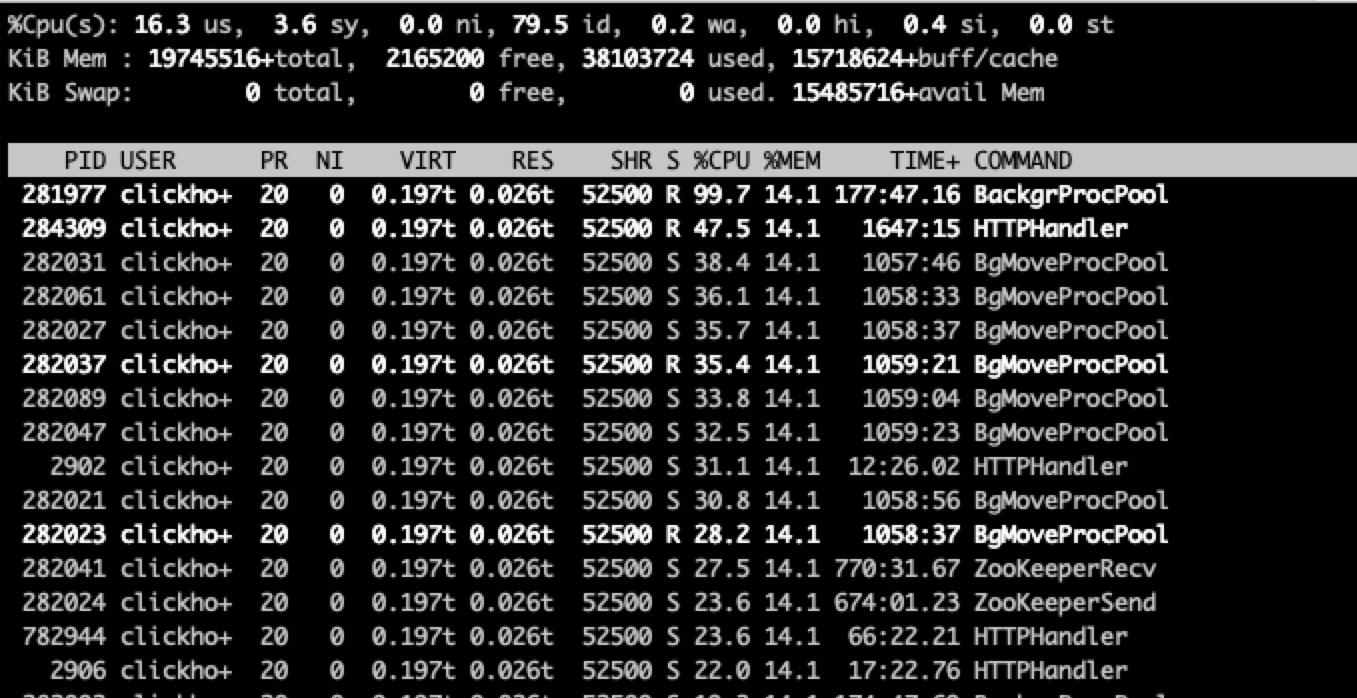 %Cpu(s): 16.3 us, 3.6 sy, 0.0 ni, 79.5 id, 0.2 wa, 0.0 hi, 0.4 si, 0.0 st
KiB Mem : 19745516+total, 2165200 free, 38103724 used, 15718624+buff/cache
KiB Swap: 0 total, 0 free, 0 used. 15485716+avail Mem
PID USER PR NI VIRT RES SHR S %CPU %MEM TIME+ COMMAND
281977 clickho+ 20 0 0.197t 0.026t 52500 R 99.7 14.1 177:47.16 BackgrProcPool
284309 clickho+ 20 0 0.197t 0.026t 52500 R 47.5 14.1 1647:15 HTTPHandler
282031 clickho+ 20 0 0.197t 0.026t 52500 S 38.4 14.1 1057:46 BgMoveProcPool
282061 clickho+ 20 0 0.197t 0.026t 52500 S 36.1 14.1 1058:33 BgMoveProcPool
282027 clickho+ 20 0 0.197t 0.026t 52500 S 35.7 14.1 1058:37 BgMoveProcPool
282037 clickho+ 20 0 0.197t 0.026t 52500 R 35.4 14.1 1059:21 BgMoveProcPool
282089 clickho+ 20 0 0.197t 0.026t 52500 S 33.8 14.1 1059:04 BgMoveProcPool
282047 clickho+ 20 0 0.197t 0.026t 52500 S 32.5 14.1 1059:23 BgMoveProcPool
2902 clickho+ 20 0 0.197t 0.026t 52500 S 31.1 14.1 12:26.02 HTTPHandler
282021 clickho+ 20 0 0.197t 0.026t 52500 S 30.8 14.1 1058:56 BgMoveProcPool
282023 clickho+ 20 0 0.197t 0.026t 52500 R 28.2 14.1 1058:37 BgMoveProcPool
282041 clickho+ 20 0 0.197t 0.026t 52500 S 27.5 14.1 770:31.67 ZooKeeperRecv
282024 clickho+ 20 0 0.197t 0.026t 52500 S 23.6 14.1 674:01.23 ZooKeeperSend
782944 clickho+ 20 0 0.197t 0.026t 52500 S 23.6 14.1 66:22.21 HTTPHandler
2906 clickho+ 20 0 0.197t 0.026t 52500 S 22.0 14.1 17:22.76 HTTPHandler